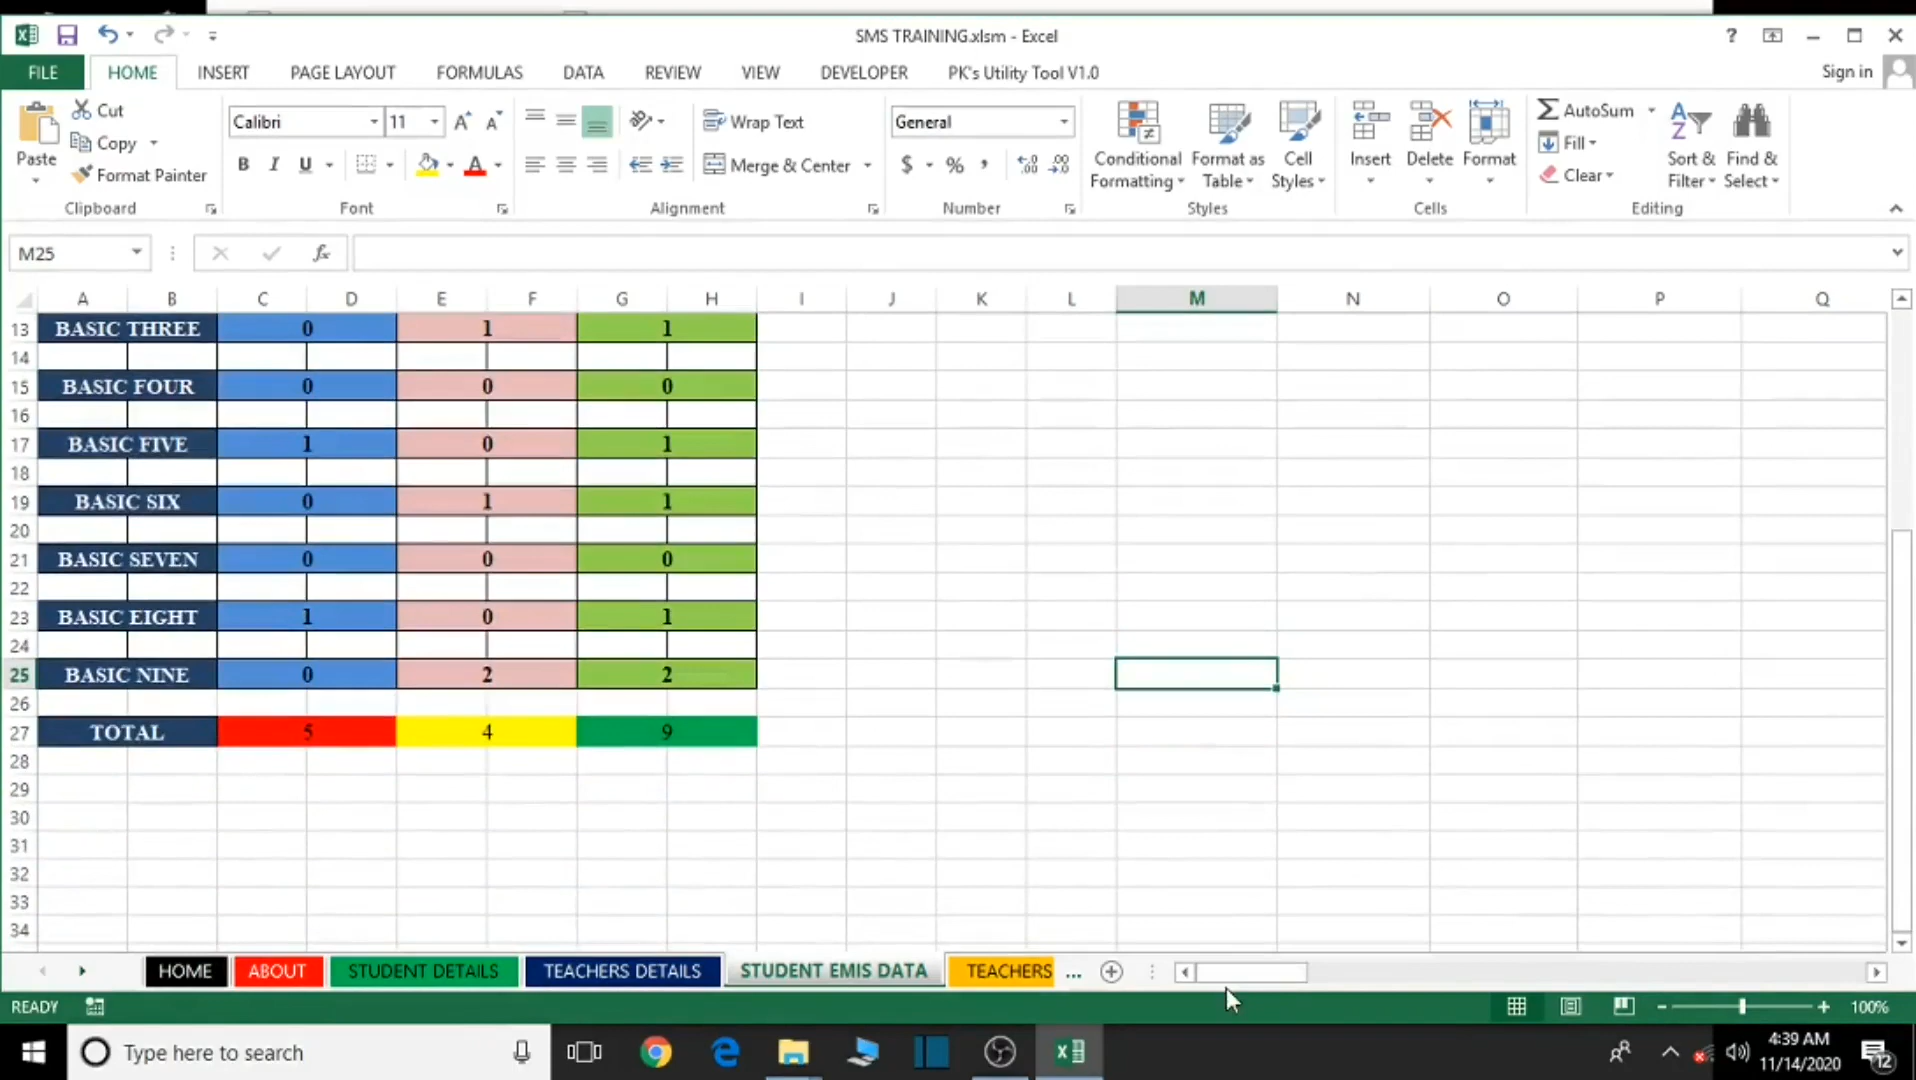 SMS TRAINING.xlsm - Excel
?
FILE HOME INSERT PAGE LAYOUT FORMULAS DATA REVIEW VIEW DEVELOPER PK's Utility Tool V1.0 Sign in
Paste
Cut
Copy
Format Painter
Clipboard
Calibri 11
B I U
Font
Wrap Text
Merge & Center
Alignment
General
$ % ,
Number
Conditional Formatting
Format as Table
Cell Styles
Styles
Insert
Delete
Format
Cells
AutoSum
Fill
Clear
Sort & Filter
Find & Select
Editing
M25
fx
A B C D E F G H I J K L M N O P Q
13 BASIC THREE 0 1 1
14
15 BASIC FOUR 0 0 0
16
17 BASIC FIVE 1 0 1
18
19 BASIC SIX 0 1 1
20
21 BASIC SEVEN 0 0 0
22
23 BASIC EIGHT 1 0 1
24
25 BASIC NINE 0 2 2
26
27 TOTAL 5 4 9
28
29
30
31
32
33
34
HOME ABOUT STUDENT DETAILS TEACHERS DETAILS STUDENT EMIS DATA TEACHERS ...
READY 100%
Type here to search
4:39 AM
11/14/2020
12